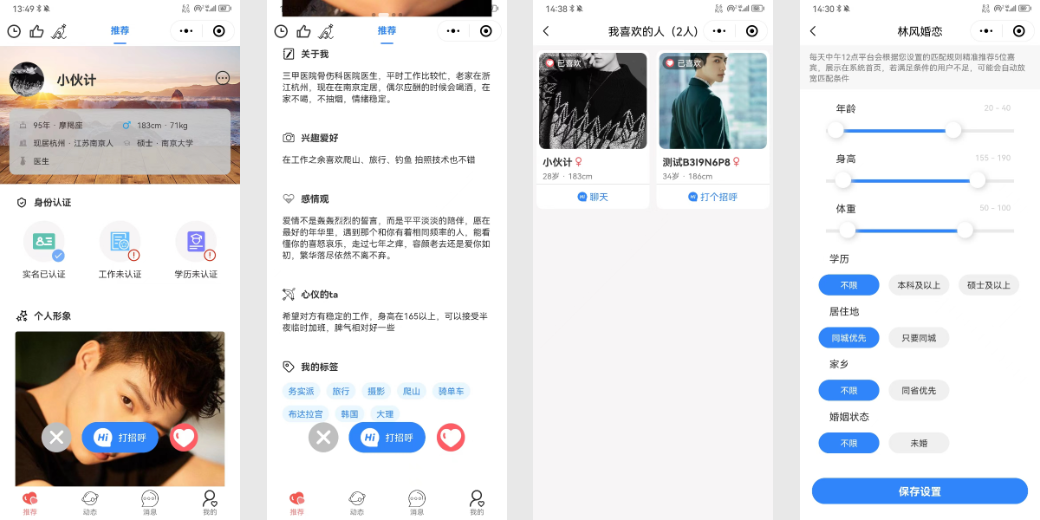 13:49
推荐
小伙计
95年 · 摩羯座
183cm · 71kg
现居杭州 · 江苏南京人
硕士 · 南京大学
医生
身份认证
实名已认证
工作未认证
学历未认证
个人形象
Hi 打招呼
推荐
动态
消息
我的
推荐
关于我
三甲医院骨伤科医院医生，平时工作比较忙，老家在浙
江杭州，现在在南京定居，偶尔应酬的时候会喝酒，在
家不喝，不抽烟，情绪稳定。
兴趣爱好
在工作之余喜欢爬山、旅行、钓鱼 拍照技术也不错
感情观
爱情不是轰轰烈烈的誓言，而是平平淡淡的陪伴，愿在
最好的年华里，遇到那个和你有着相同频率的人，能看
懂你的喜怒哀乐，走过七年之痒，容颜老去还是爱你如
初，繁华落尽依然不离不弃。
心仪的ta
希望对方有稳定的工作，身高在165以上，可以接受半
夜临时加班，脾气相对好一些
我的标签
务实派
旅行
摄影
爬山
骑单车
布达拉宫
韩国
大理
Hi 打招呼
推荐
动态
消息
我的
14:38
我喜欢的人（2人）
已喜欢
已喜欢
小伙计
28岁 · 183cm
Hi 聊天
测试B3I9N6P8
34岁 · 186cm
Hi 打个招呼
14:30
林风婚恋
每天中午12点平台会根据您设置的匹配规则精准推荐5位嘉
宾，展示在系统首页，若满足条件的用户不足，可能会自动放
宽匹配条件
年龄
20 - 40
身高
155 - 190
体重
50 - 100
学历
不限
本科及以上
硕士及以上
居住地
同城优先
只要同城
家乡
不限
同省优先
婚姻状态
不限
未婚
保存设置